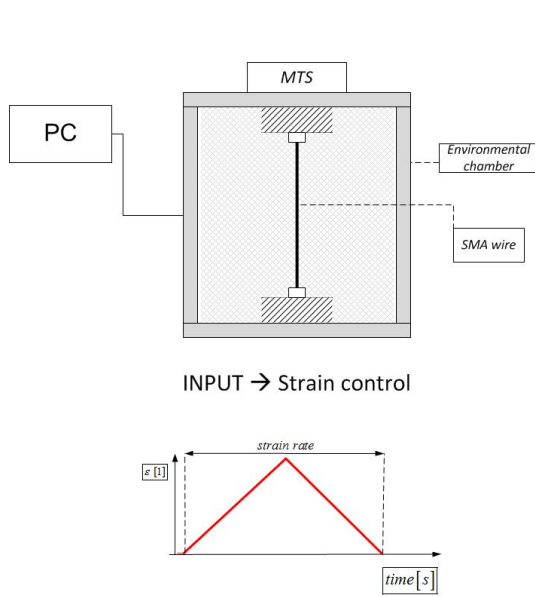 MTS
PC
Environmental
chamber
SMA wire
INPUT → Strain control
strain rate
ε [1]
time[s]